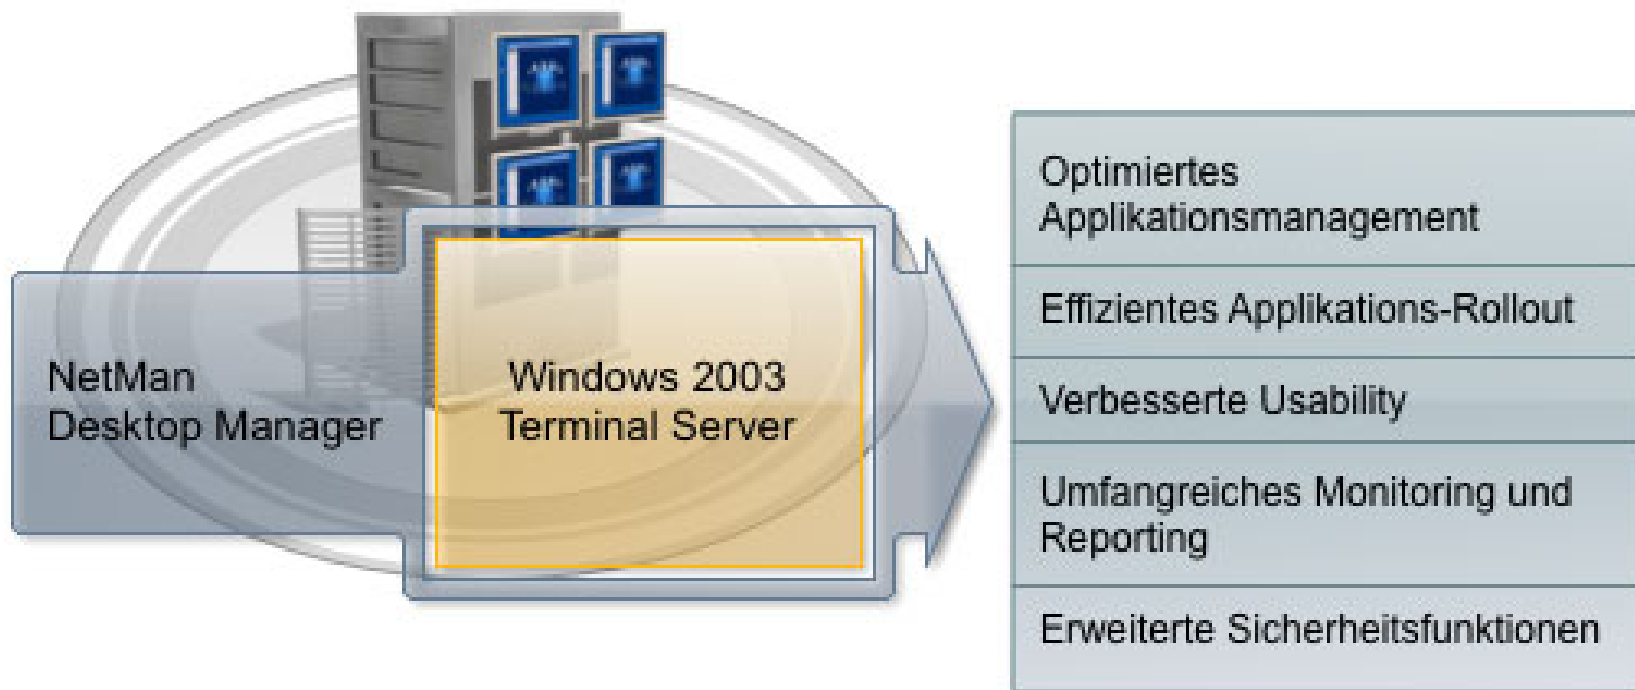 NetMan
Desktop Manager
Windows 2003
Terminal Server
Optimiertes
Applikationsmanagement
Effizientes Applikations-Rollout
Verbesserte Usability
Umfangreiches Monitoring und
Reporting
Erweiterte Sicherheitsfunktionen